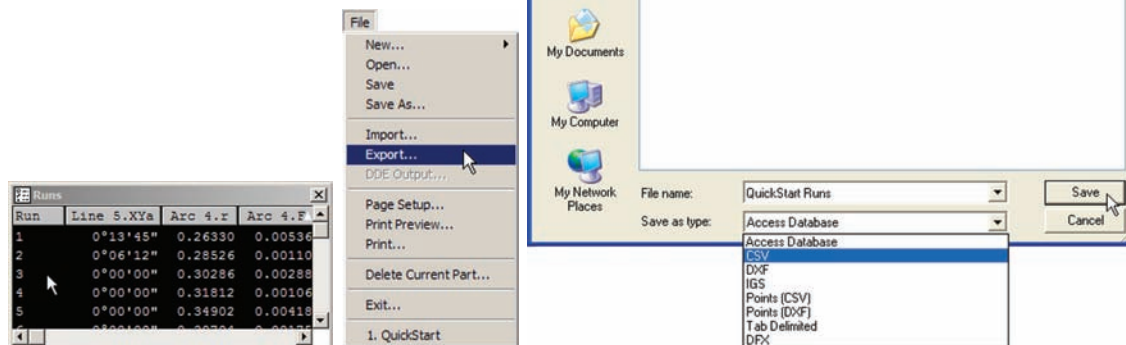 Runs
Run Line 5.XYa Arc 4.r Arc 4.F
1 0°13'45" 0.26330 0.00536
2 0°06'12" 0.28526 0.00110
3 0°00'00" 0.30286 0.00288
4 0°00'00" 0.31812 0.00106
5 0°00'00" 0.34902 0.00418
File
New...
Open...
Save
Save As...
Import...
Export...
DDE Output...
Page Setup...
Print Preview...
Print...
Delete Current Part...
Exit...
1. QuickStart
My Documents
My Computer
My Network
Places
File name: QuickStart Runs Save
Save as type: Access Database Cancel
Access Database
CSV
DXF
IGS
Points (CSV)
Points (DXF)
Tab Delimited
DFX